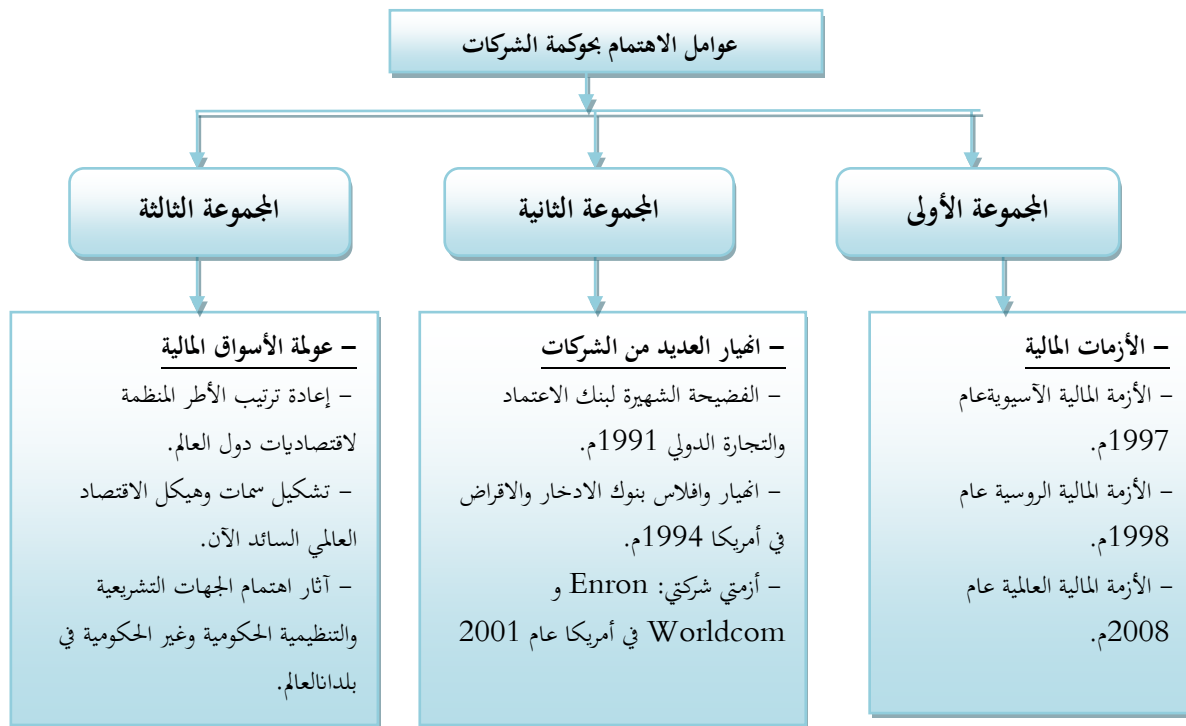 عوامل الاهتمام بحوكمة الشركات
المجموعة الأولى
المجموعة الثانية
المجموعة الثالثة
– الأزمات المالية
– الأزمة المالية الآسيويةعام
1997م.
– الأزمة المالية الروسية عام
1998م.
– الأزمة المالية العالمية عام
2008م.
– انهيار العديد من الشركات
– الفضيحة الشهيرة لبنك الاعتماد
والتجارة الدولي 1991م.
– انهيار وافلاس بنوك الادخار والاقراض
في أمريكا 1994م.
– أزمتي شركتي: Enron و
Worldcom في أمريكا عام 2001
– عولمة الأسواق المالية
– إعادة ترتيب الأطر المنظمة
لاقتصاديات دول العالم.
– تشكيل سمات وهيكل الاقتصاد
العالمي السائد الآن.
– آثار اهتمام الجهات التشريعية
والتنظيمية الحكومية وغير الحكومية في
بلدانالعالم.